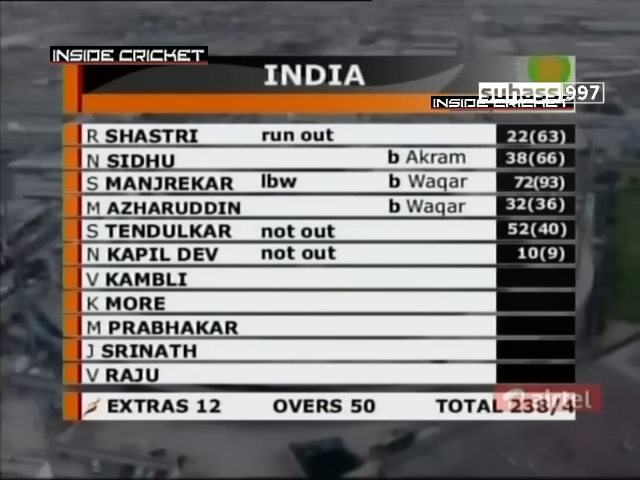 INSIDE CRICKET
INDIA
suhass1997
INSIDE CRICKET
R SHASTRI run out 22(63)
N SIDHU b Akram 38(66)
S MANJREKAR lbw b Waqar 72(93)
M AZHARUDDIN b Waqar 32(36)
S TENDULKAR not out 52(40)
N KAPIL DEV not out 10(9)
V KAMBLI
K MORE
M PRABHAKAR
J SRINATH
V RAJU
EXTRAS 12 OVERS 50 TOTAL 238/4
airtel